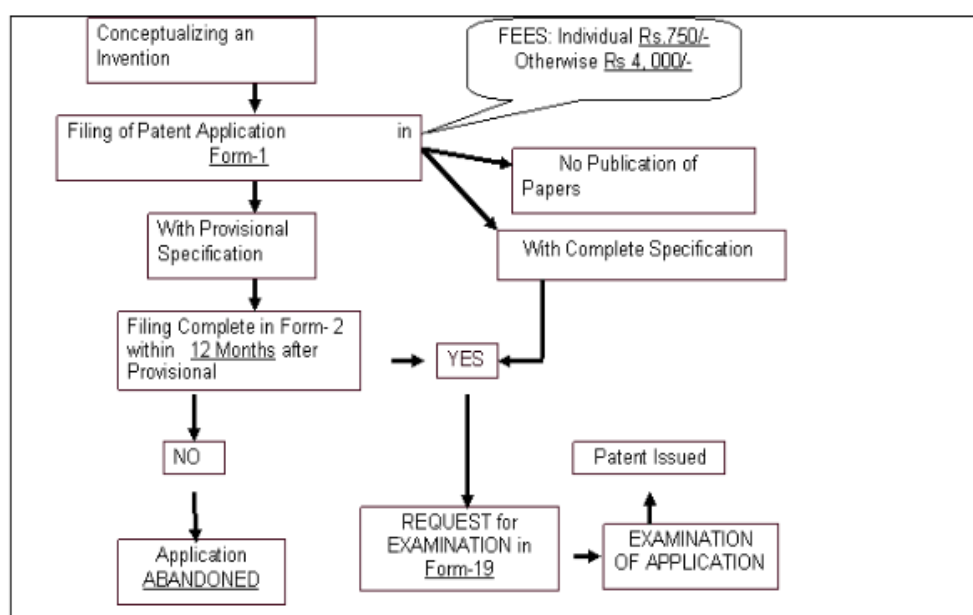 Conceptualizing an
Invention
FEES: Individual Rs.750/-
Otherwise Rs 4, 000/-
Filing of Patent Application in
Form-1
No Publication of
Papers
With Provisional
Specification
With Complete Specification
Filing Complete in Form- 2
within 12 Months after
Provisional
YES
NO
Patent Issued
REQUEST for
EXAMINATION in
Form-19
EXAMINATION
OF APPLICATION
Application
ABANDONED